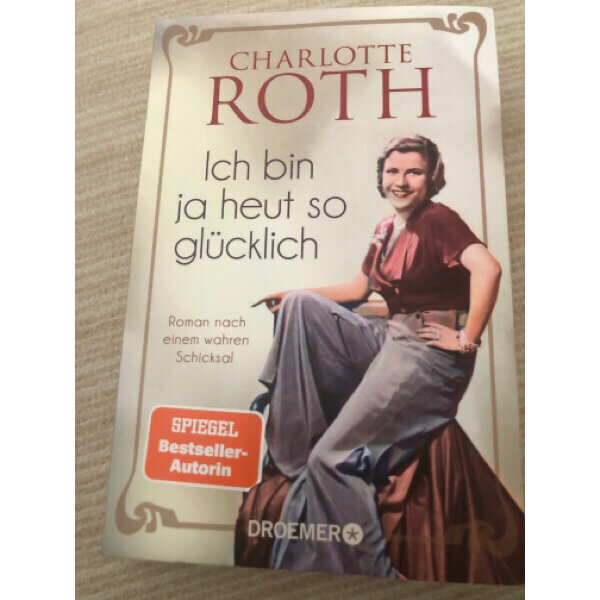 CHARLOTTE
ROTH
Ich bin
ja heut so
glücklich
Roman nach
einem wahren
Schicksal
SPIEGEL
Bestseller-
Autorin
DROEMER